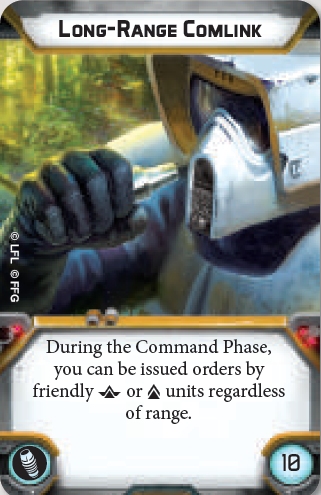 Long-Range Comlink
© LFL © FFG
During the Command Phase,
you can be issued orders by
friendly or units regardless
of range.
10